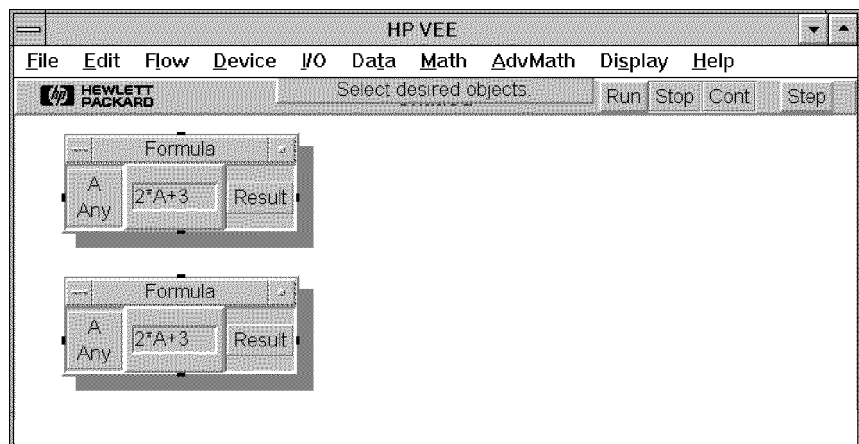 HP VEE
File Edit Flow Device I/O Data Math AdvMath Display Help
hp HEWLETT
PACKARD
Select desired objects.
Run Stop Cont Step
Formula
A
Any
2*A+3
Result
Formula
A
Any
2*A+3
Result